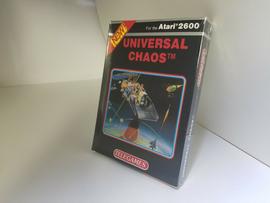 NEW!
For the Atari® 2600
UNIVERSAL
CHAOS™
TELEGAMES